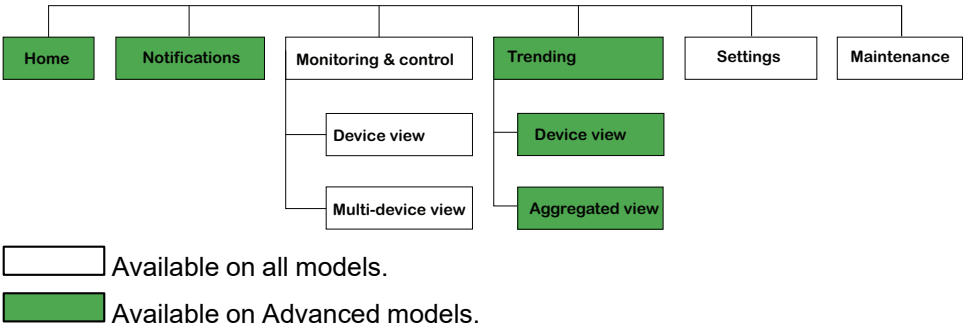 Home
Notifications
Monitoring & control
Trending
Settings
Maintenance
Device view
Device view
Multi-device view
Aggregated view
Available on all models.
Available on Advanced models.